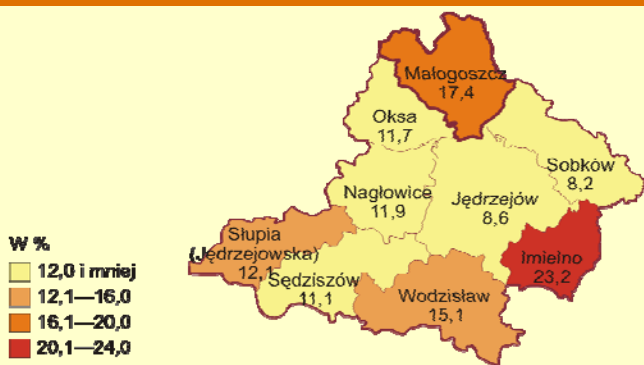 Małogoszcz
17,4
Oksa
11,7
Sobków
8,2
Nagłowice
11,9
Jędrzejów
8,6
Słupia
(Jędrzejowska)
12,1
Imielno
23,2
Sędziszów
11,1
Wodzisław
15,1
W %
12,0 i mniej
12,1—16,0
16,1—20,0
20,1—24,0